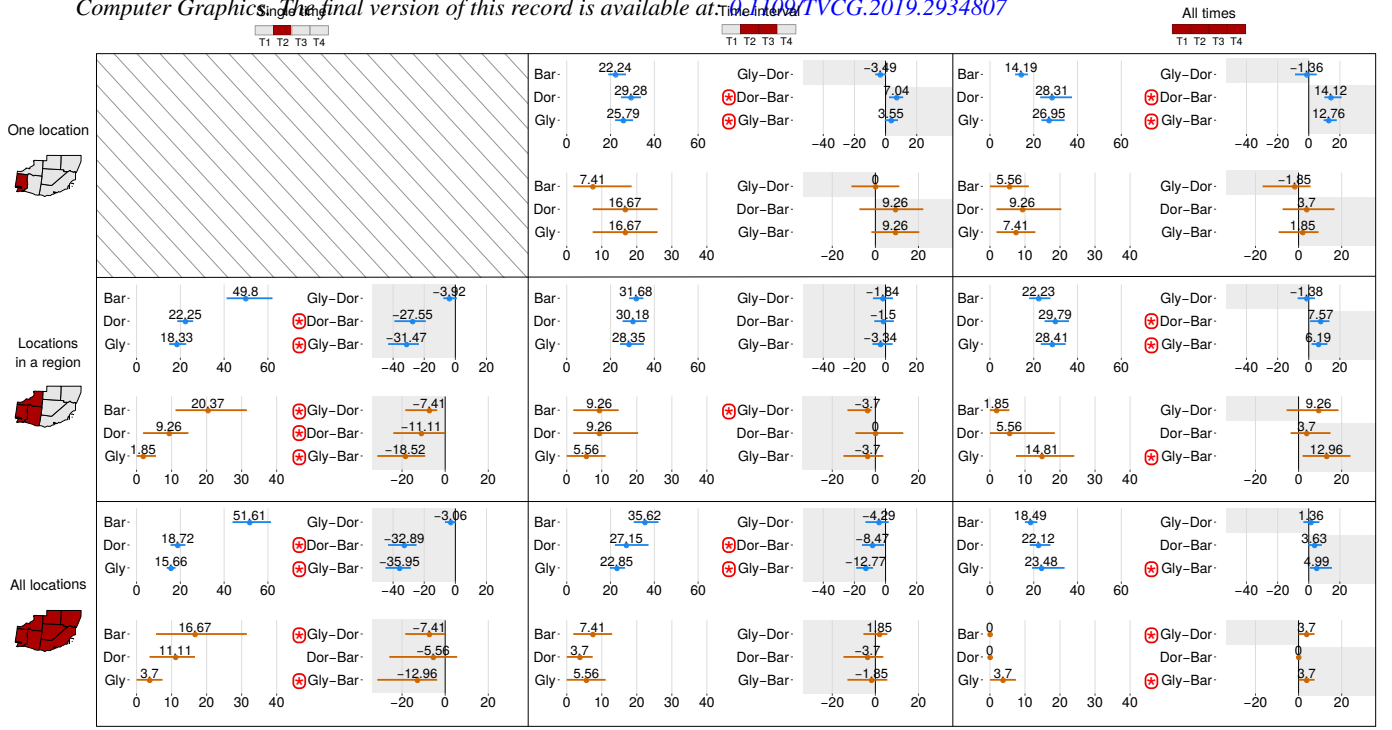 Computer Graphics. The final version of this record is available at: 0.1109/TVCG.2019.2934807
Single time
T1 T2 T3 T4
Time interval
All times
T1 T2 T3 T4
One location
Bar 22,24
Dor 29,28
Gly 25,79
0 20 40 60
Gly−Dor −3,49
* Dor−Bar 7.04
* Gly−Bar 3.55
−40 −20 0 20
Bar 14,19
Dor 28,31
Gly 26,95
0 20 40 60
Gly−Dor −1,36
* Dor−Bar 14,12
* Gly−Bar 12,76
−40 −20 0 20
Bar 7.41
Dor 16,67
Gly 16,67
0 10 20 30 40
Gly−Dor 0
Dor−Bar 9.26
Gly−Bar 9.26
−20 0 20
Bar 5.56
Dor 9.26
Gly 7.41
0 10 20 30 40
Gly−Dor −1,85
Dor−Bar 3,7
Gly−Bar 1,85
−20 0 20
Locations
in a region
Bar 49.8
Dor 22,25
Gly 18,33
0 20 40 60
Gly−Dor −3,92
* Dor−Bar −27.55
* Gly−Bar −31.47
−40 −20 0 20
Bar 31,68
Dor 30,18
Gly 28,35
0 20 40 60
Gly−Dor −1,84
Dor−Bar −1,5
Gly−Bar −3,34
−40 −20 0 20
Bar 22,23
Dor 29,79
Gly 28,41
0 20 40 60
Gly−Dor −1,38
* Dor−Bar 7,57
* Gly−Bar 6,19
−40 −20 0 20
Bar 20,37
Dor 9.26
Gly 1.85
0 10 20 30 40
* Gly−Dor −7,41
* Dor−Bar −11,11
* Gly−Bar −18,52
−20 0 20
Bar 9.26
Dor 9.26
Gly 5.56
0 10 20 30 40
* Gly−Dor −3.7
Dor−Bar 0
Gly−Bar −3.7
−20 0 20
Bar 1.85
Dor 5.56
Gly 14,81
0 10 20 30 40
Gly−Dor 9.26
Dor−Bar 3,7
* Gly−Bar 12,96
−20 0 20
All locations
Bar 51,61
Dor 18,72
Gly 15,66
0 20 40 60
Gly−Dor −3,06
* Dor−Bar −32,89
* Gly−Bar −35.95
−40 −20 0 20
Bar 35,62
Dor 27,15
Gly 22,85
0 20 40 60
Gly−Dor −4,29
* Dor−Bar −8,47
* Gly−Bar −12,77
−40 −20 0 20
Bar 18,49
Dor 22,12
Gly 23,48
0 20 40 60
Gly−Dor 1,36
Dor−Bar 3,63
* Gly−Bar 4,99
−40 −20 0 20
Bar 16,67
Dor 11,11
Gly 3,7
0 10 20 30 40
* Gly−Dor −7,41
Dor−Bar −5,56
* Gly−Bar −12,96
−20 0 20
Bar 7,41
Dor 3,7
Gly 5,56
0 10 20 30 40
Gly−Dor 1,85
Dor−Bar −3,7
Gly−Bar −1,85
−20 0 20
Bar 0
Dor 0
Gly 3,7
0 10 20 30 40
* Gly−Dor 3,7
Dor−Bar 0
* Gly−Bar 3,7
−20 0 20